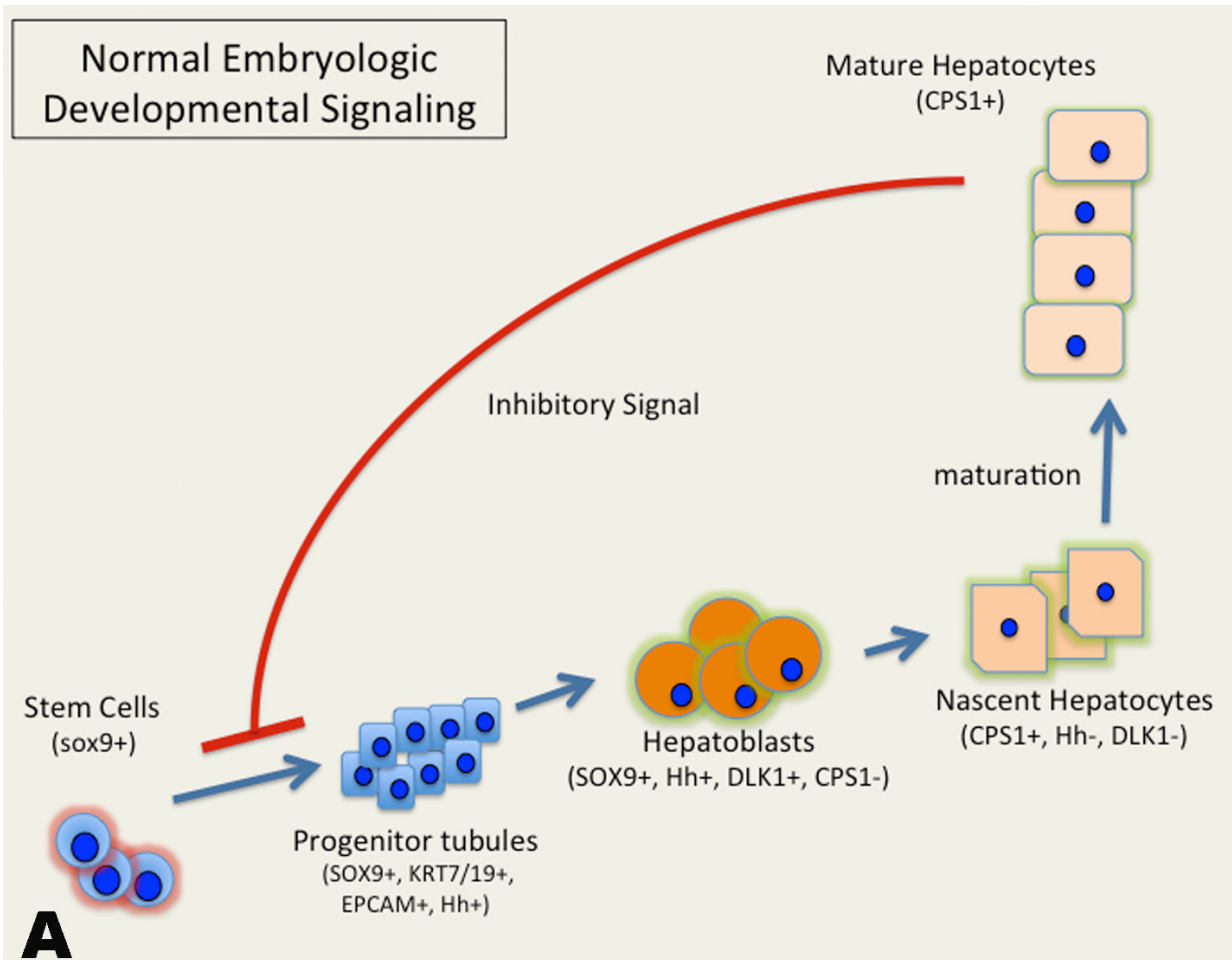 Normal Embryologic
Developmental Signaling
Mature Hepatocytes
(CPS1+)
Inhibitory Signal
maturation
Stem Cells
(sox9+)
Nascent Hepatocytes
(CPS1+, Hh-, DLK1-)
Hepatoblasts
(SOX9+, Hh+, DLK1+, CPS1-)
Progenitor tubules
(SOX9+, KRT7/19+,
EPCAM+, Hh+)
A